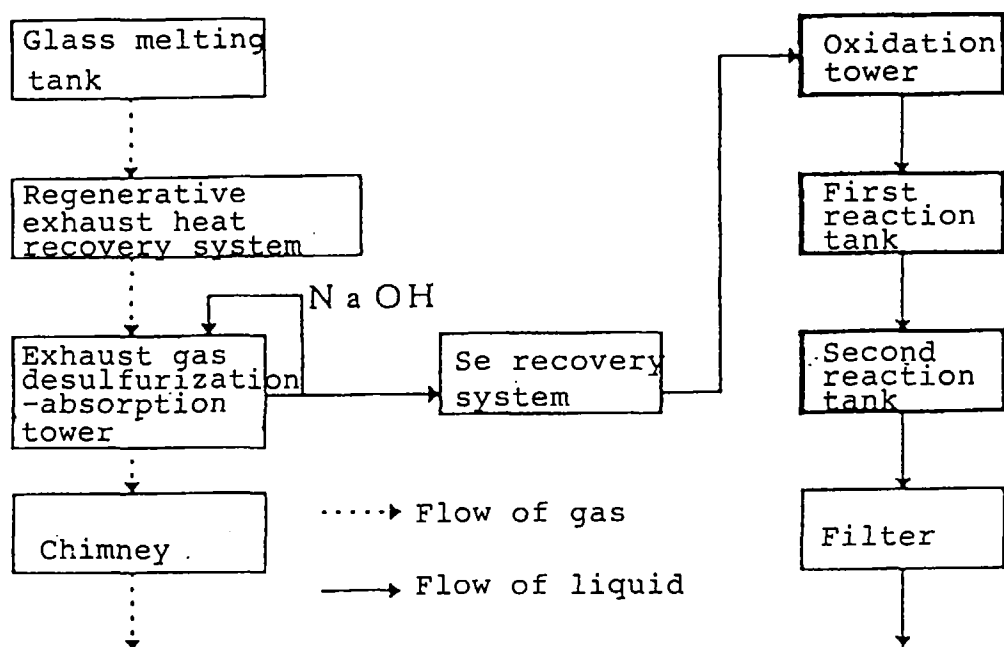 Glass melting
tank
Regenerative
exhaust heat
recovery system
NaOH
Exhaust gas
desulfurization
-absorption
tower
Chimney
Se recovery
system
Oxidation
tower
First
reaction
tank
Second
reaction
tank
Filter
Flow of gas
Flow of liquid